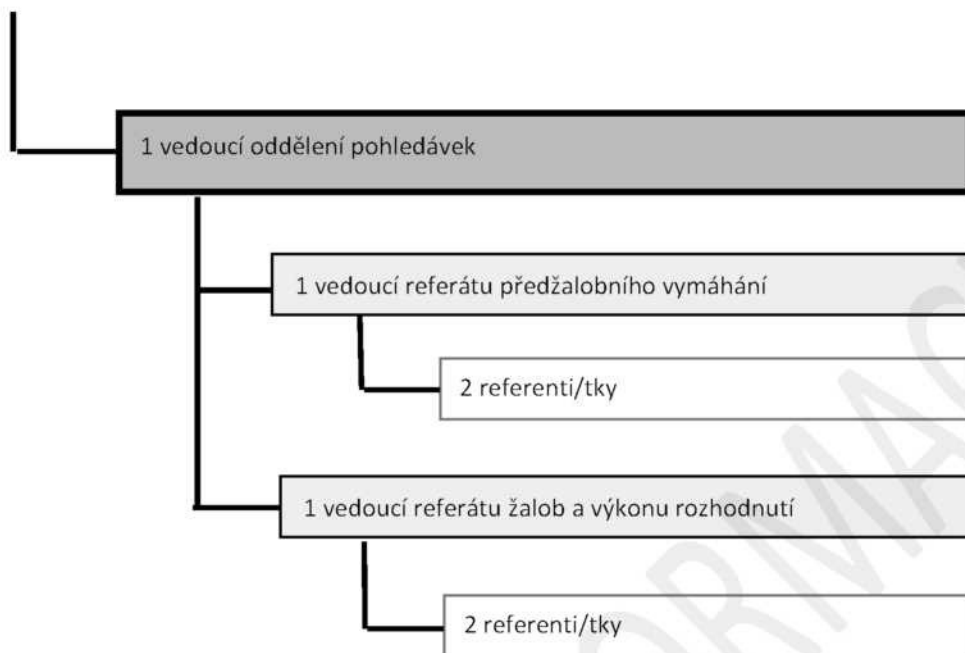 1 vedoucí oddělení pohledávek
1 vedoucí referátu předžalobního vymáhání
2 referenti/tky
1 vedoucí referátu žalob a výkonu rozhodnutí
2 referenti/tky